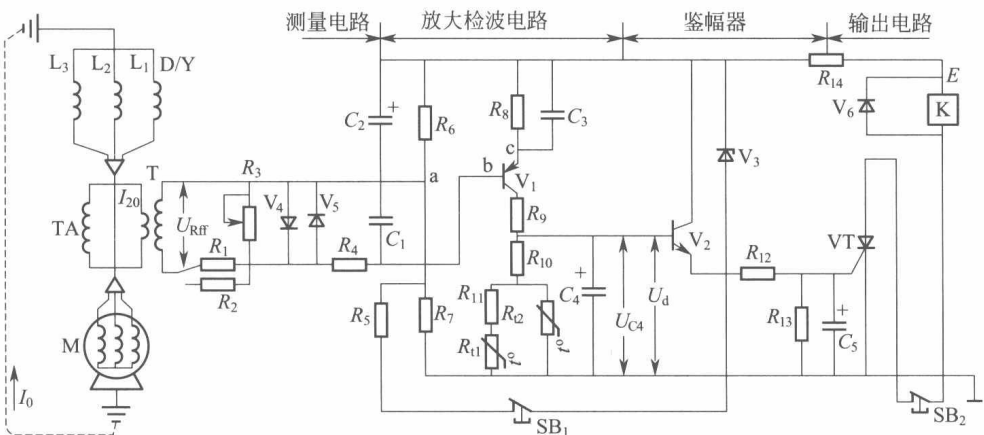 测量电路 放大检波电路 鉴幅器 输出电路
L3 L2 L1 D/Y
R14 E
C2 + R6 R8 C3 V6 K
c
T R3 a b V1 V3
I20 V4 V5 R9
TA URff C1 V2 VT
R1 R4 R10 R12
R2 R11 Rt2 C4 + UC4 Ud
M R5 R7 Rt1 t° t° R13 + C5
I0 SB1 SB2